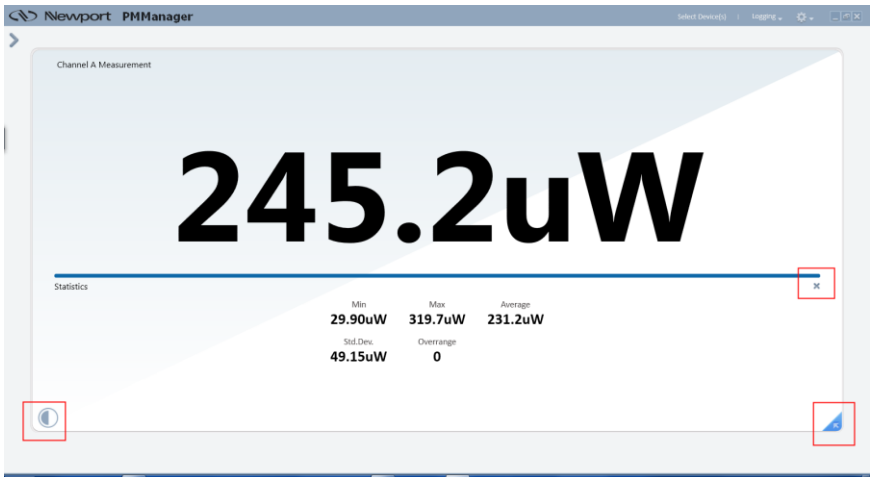 Newport PMManager
Select Device(s) | Logging
Channel A Measurement
245.2uW
Statistics
Min Max Average
29.90uW 319.7uW 231.2uW
Std.Dev. Overrange
49.15uW 0